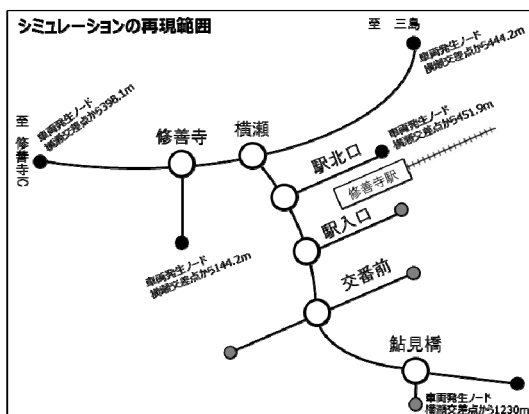 シミュレーションの再現範囲
至 三島
車両発生ノード
横瀬交差点から444.2m
車両発生ノード
横瀬交差点から398.1m
至 修善寺IC
修善寺
横瀬
駅北口
車両発生ノード
横瀬交差点から451.9m
修善寺駅
駅入口
車両発生ノード
横瀬交差点から144.2m
交番前
鮎見橋
車両発生ノード
横瀬交差点から1230m